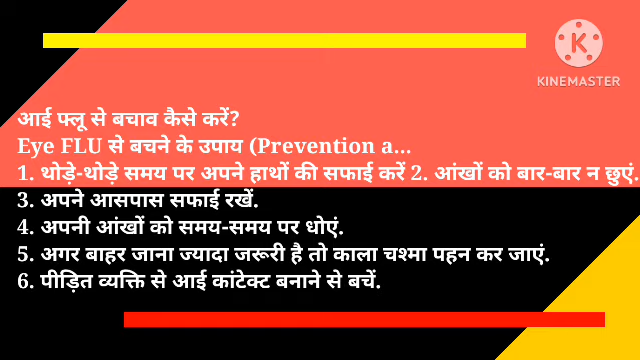 KINEMASTER
आई फ्लू से बचाव कैसे करें?
Eye FLU से बचने के उपाय (Prevention a...
1. थोड़े-थोड़े समय पर अपने हाथों की सफाई करें 2. आंखों को बार-बार न छुएं.
3. अपने आसपास सफाई रखें.
4. अपनी आंखों को समय-समय पर धोएं.
5. अगर बाहर जाना ज्यादा जरूरी है तो काला चश्मा पहन कर जाएं.
6. पीड़ित व्यक्ति से आई कांटेक्ट बनाने से बचें.